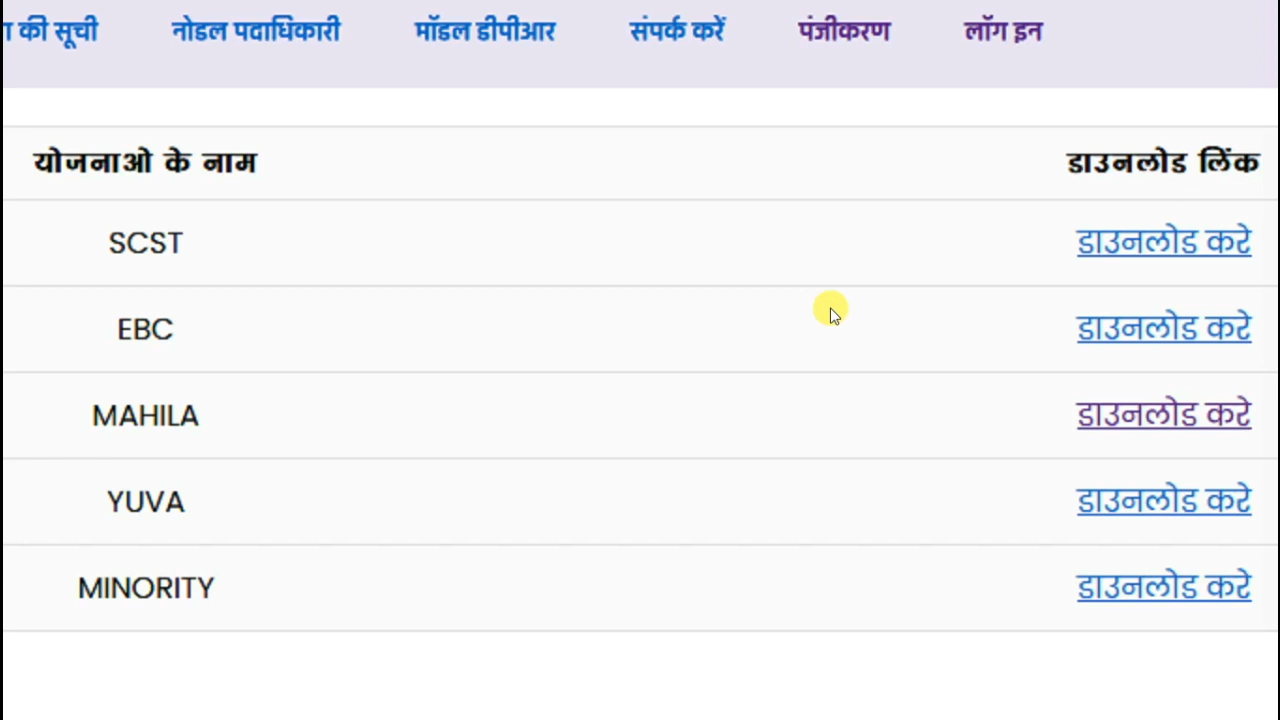 की सूची नोडल पदाधिकारी मॉडल डीपीआर संपर्क करें पंजीकरण लॉग इन
योजनाओ के नाम डाउनलोड लिंक
SCST डाउनलोड करे
EBC डाउनलोड करे
MAHILA डाउनलोड करे
YUVA डाउनलोड करे
MINORITY डाउनलोड करे